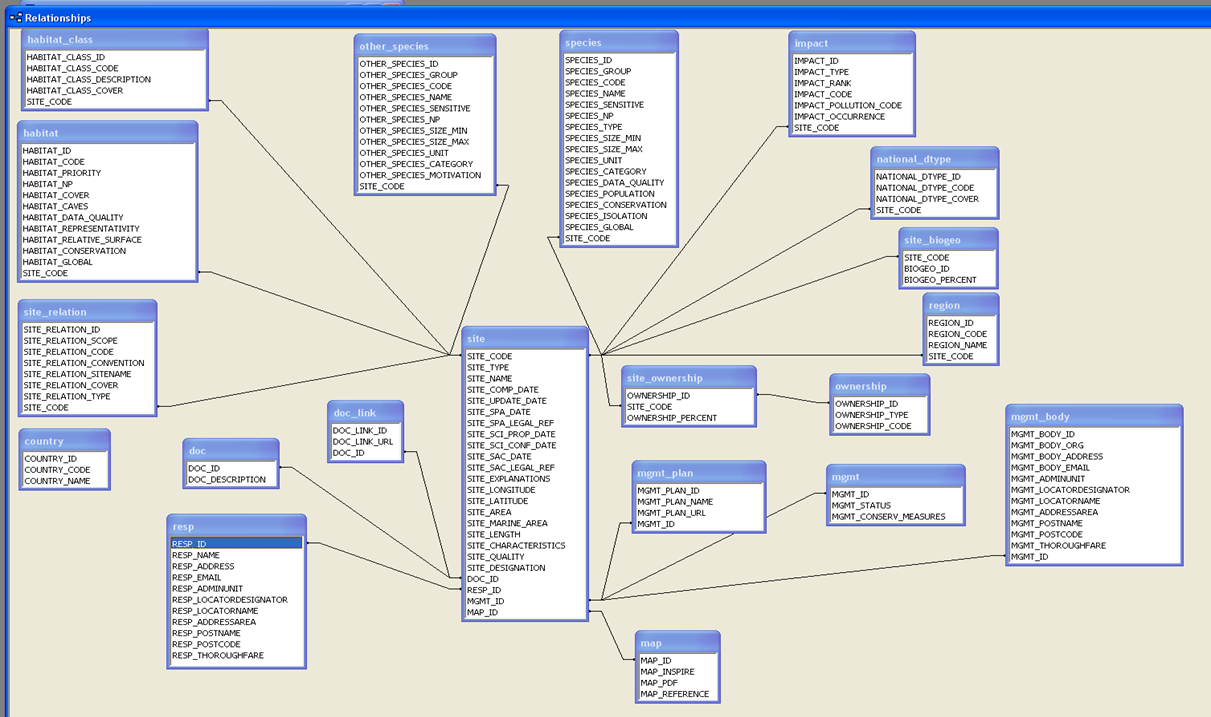 Relationships
habitat_class
HABITAT_CLASS_ID
HABITAT_CLASS_CODE
HABITAT_CLASS_DESCRIPTION
HABITAT_CLASS_COVER
SITE_CODE
other_species
OTHER_SPECIES_ID
OTHER_SPECIES_GROUP
OTHER_SPECIES_CODE
OTHER_SPECIES_NAME
OTHER_SPECIES_SENSITIVE
OTHER_SPECIES_NP
OTHER_SPECIES_SIZE_MIN
OTHER_SPECIES_SIZE_MAX
OTHER_SPECIES_UNIT
OTHER_SPECIES_CATEGORY
OTHER_SPECIES_MOTIVATION
SITE_CODE
species
SPECIES_ID
SPECIES_GROUP
SPECIES_CODE
SPECIES_NAME
SPECIES_SENSITIVE
SPECIES_NP
SPECIES_TYPE
SPECIES_SIZE_MIN
SPECIES_SIZE_MAX
SPECIES_UNIT
SPECIES_CATEGORY
SPECIES_DATA_QUALITY
SPECIES_POPULATION
SPECIES_CONSERVATION
SPECIES_ISOLATION
SPECIES_GLOBAL
SITE_CODE
impact
IMPACT_ID
IMPACT_TYPE
IMPACT_RANK
IMPACT_CODE
IMPACT_POLLUTION_CODE
IMPACT_OCCURRENCE
SITE_CODE
habitat
HABITAT_ID
HABITAT_CODE
HABITAT_PRIORITY
HABITAT_NP
HABITAT_COVER
HABITAT_CAVES
HABITAT_DATA_QUALITY
HABITAT_REPRESENTATIVITY
HABITAT_RELATIVE_SURFACE
HABITAT_CONSERVATION
HABITAT_GLOBAL
SITE_CODE
national_dtype
NATIONAL_DTYPE_ID
NATIONAL_DTYPE_CODE
NATIONAL_DTYPE_COVER
SITE_CODE
site_biogeo
SITE_CODE
BIOGEO_ID
BIOGEO_PERCENT
region
REGION_ID
REGION_CODE
REGION_NAME
SITE_CODE
site_relation
SITE_RELATION_ID
SITE_RELATION_SCOPE
SITE_RELATION_CODE
SITE_RELATION_CONVENTION
SITE_RELATION_SITENAME
SITE_RELATION_COVER
SITE_RELATION_TYPE
SITE_CODE
site
SITE_CODE
SITE_TYPE
SITE_NAME
SITE_COMP_DATE
SITE_UPDATE_DATE
SITE_SPA_DATE
SITE_SPA_LEGAL_REF
SITE_SCI_PROP_DATE
SITE_SCI_CONF_DATE
SITE_SAC_DATE
SITE_SAC_LEGAL_REF
SITE_EXPLANATIONS
SITE_LONGITUDE
SITE_LATITUDE
SITE_AREA
SITE_MARINE_AREA
SITE_LENGTH
SITE_CHARACTERISTICS
SITE_QUALITY
SITE_DESIGNATION
DOC_ID
RESP_ID
MGMT_ID
MAP_ID
site_ownership
OWNERSHIP_ID
SITE_CODE
OWNERSHIP_PERCENT
ownership
OWNERSHIP_ID
OWNERSHIP_TYPE
OWNERSHIP_CODE
doc_link
DOC_LINK_ID
DOC_LINK_URL
DOC_ID
country
COUNTRY_ID
COUNTRY_CODE
COUNTRY_NAME
doc
DOC_ID
DOC_DESCRIPTION
mgmt_body
MGMT_BODY_ID
MGMT_BODY_ORG
MGMT_BODY_ADDRESS
MGMT_BODY_EMAIL
MGMT_ADMINUNIT
MGMT_LOCATORDESIGNATOR
MGMT_LOCATORNAME
MGMT_ADDRESSAREA
MGMT_POSTNAME
MGMT_POSTCODE
MGMT_THOROUGHFARE
MGMT_ID
mgmt_plan
MGMT_PLAN_ID
MGMT_PLAN_NAME
MGMT_PLAN_URL
MGMT_ID
mgmt
MGMT_ID
MGMT_STATUS
MGMT_CONSERV_MEASURES
resp
RESP_ID
RESP_NAME
RESP_ADDRESS
RESP_EMAIL
RESP_ADMINUNIT
RESP_LOCATORDESIGNATOR
RESP_LOCATORNAME
RESP_ADDRESSAREA
RESP_POSTNAME
RESP_POSTCODE
RESP_THOROUGHFARE
map
MAP_ID
MAP_INSPIRE
MAP_PDF
MAP_REFERENCE